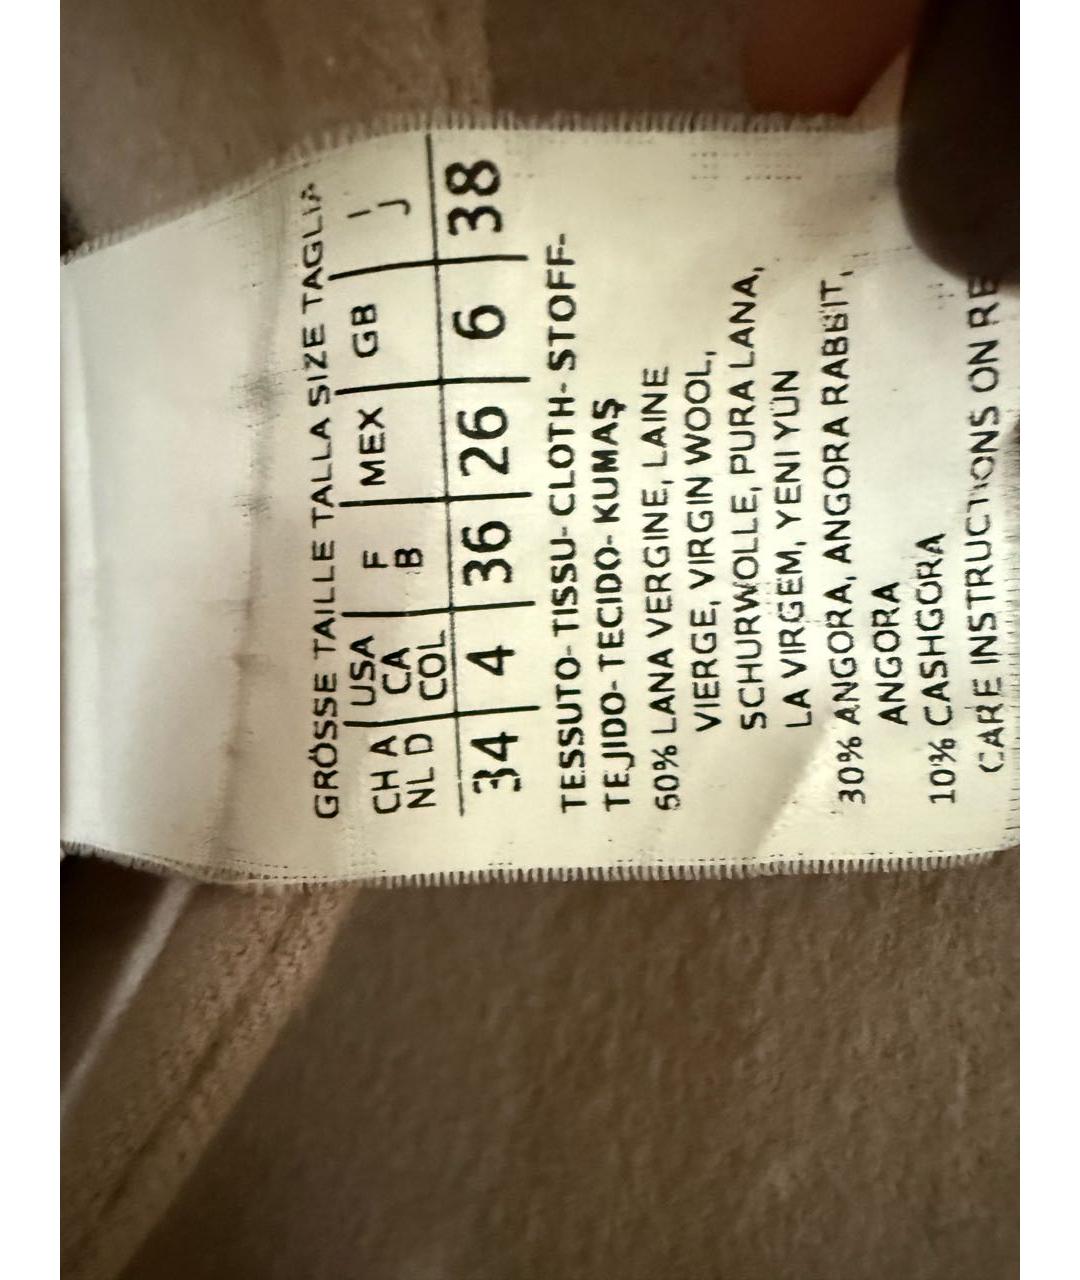 GRÖSSE TAILLE TALLA SIZE TAGLIA
CH A USA F MEX GB I
NL D CA B J
COL
34 4 36 26 6 38
TESSUTO- TISSU- CLOTH- STOFF-
TEJIDO- TECIDO- KUMAŞ
60% LANA VERGINE, LAINE
VIERGE, VIRGIN WOOL,
SCHURWOLLE, PURA LANA,
LA VIRGEM, YENI YÜN
30% ANGORA, ANGORA RABBIT,
ANGORA
10% CASHGORA
CARE INSTRUCTIONS ON RE